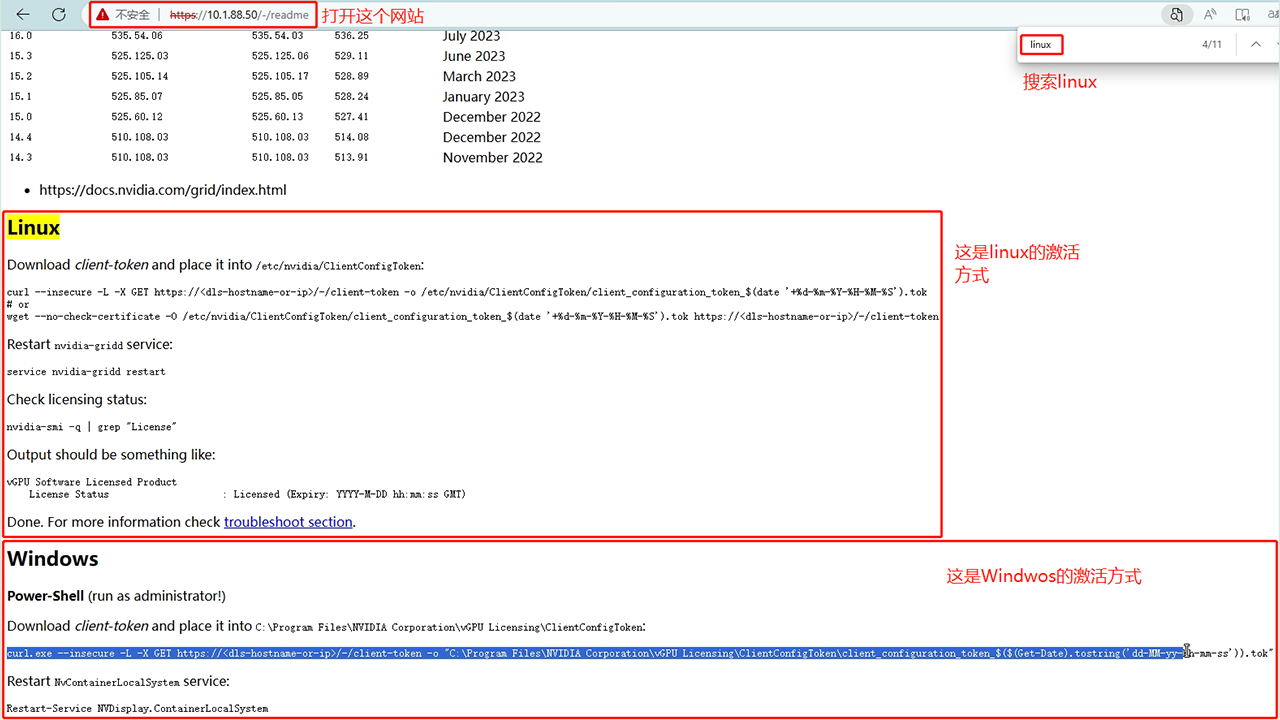 不安全 https://10.1.88.50/-/readme 打开这个网站
linux 4/11
搜索linux
16.0 535.54.06 535.54.03 536.25 July 2023
15.3 525.125.03 525.125.06 529.11 June 2023
15.2 525.105.14 525.105.17 528.89 March 2023
15.1 525.85.07 525.85.05 528.24 January 2023
15.0 525.60.12 525.60.13 527.41 December 2022
14.4 510.108.03 510.108.03 514.08 December 2022
14.3 510.108.03 510.108.03 513.91 November 2022
• https://docs.nvidia.com/grid/index.html
Linux
这是linux的激活
方式
Download client-token and place it into /etc/nvidia/ClientConfigToken:
curl --insecure -L -X GET https://<dls-hostname-or-ip>/-/client-token -o /etc/nvidia/ClientConfigToken/client_configuration_token_$(date '+%d-%m-%Y-%H-%M-%S').tok
# or
wget --no-check-certificate -O /etc/nvidia/ClientConfigToken/client_configuration_token_$(date '+%d-%m-%Y-%H-%M-%S').tok https://<dls-hostname-or-ip>/-/client-token
Restart nvidia-gridd service:
service nvidia-gridd restart
Check licensing status:
nvidia-smi -q | grep "License"
Output should be something like:
vGPU Software Licensed Product
License Status : Licensed (Expiry: YYYY-M-DD hh:mm:ss GMT)
Done. For more information check troubleshoot section.
Windows
这是Windwos的激活方式
Power-Shell (run as administrator!)
Download client-token and place it into C:\Program Files\NVIDIA Corporation\vGPU Licensing\ClientConfigToken:
curl.exe --insecure -L -X GET https://<dls-hostname-or-ip>/-/client-token -o "C:\Program Files\NVIDIA Corporation\vGPU Licensing\ClientConfigToken\client_configuration_token_$($(Get-Date).tostring('dd-MM-yy-hh-mm-ss')).tok"
Restart NvContainerLocalSystem service:
Restart-Service NVDisplay.ContainerLocalSystem